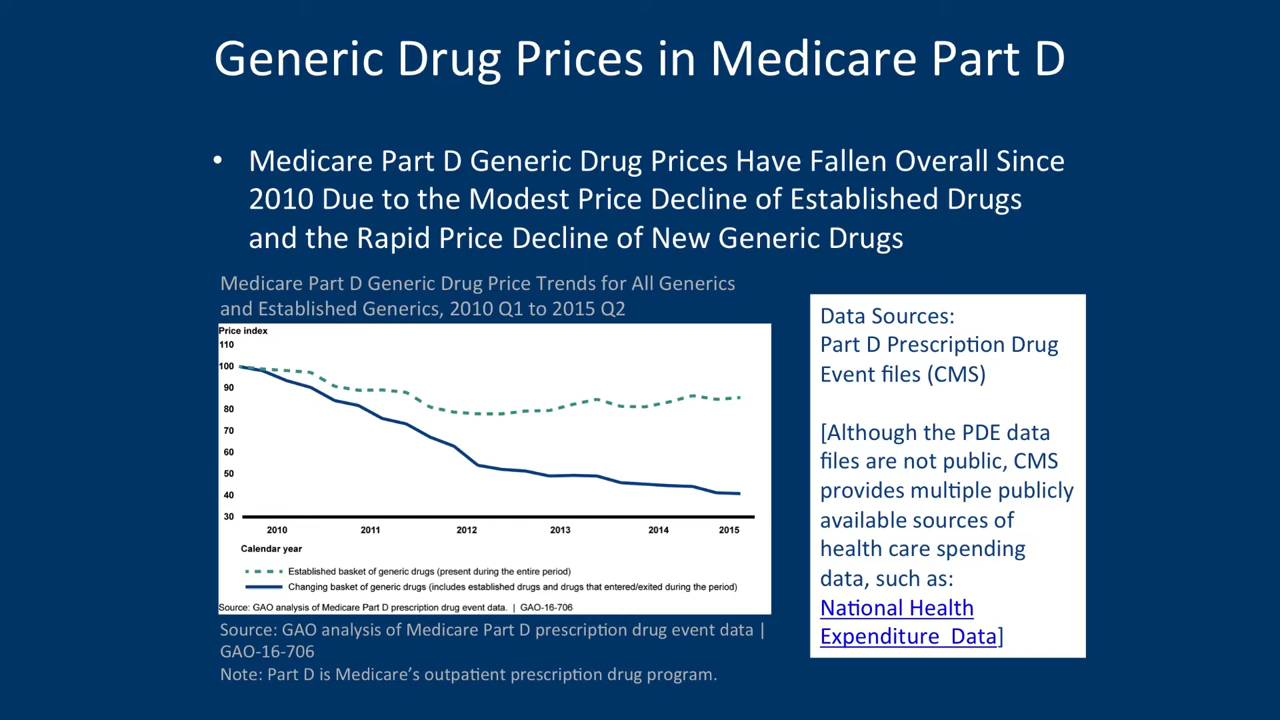 Generic Drug Prices in Medicare Part D
• Medicare Part D Generic Drug Prices Have Fallen Overall Since
2010 Due to the Modest Price Decline of Established Drugs
and the Rapid Price Decline of New Generic Drugs
Medicare Part D Generic Drug Price Trends for All Generics
and Established Generics, 2010 Q1 to 2015 Q2
Price index
110
100
90
80
70
60
50
40
30
2010 2011 2012 2013 2014 2015
Calendar year
Established basket of generic drugs (present during the entire period)
Changing basket of generic drugs (includes established drugs and drugs that entered/exited during the period)
Source: GAO analysis of Medicare Part D prescription drug event data. | GAO-16-706
Source: GAO analysis of Medicare Part D prescription drug event data |
GAO-16-706
Note: Part D is Medicare's outpatient prescription drug program.
Data Sources:
Part D Prescription Drug
Event files (CMS)
[Although the PDE data
files are not public, CMS
provides multiple publicly
available sources of
health care spending
data, such as:
National Health
Expenditure Data]